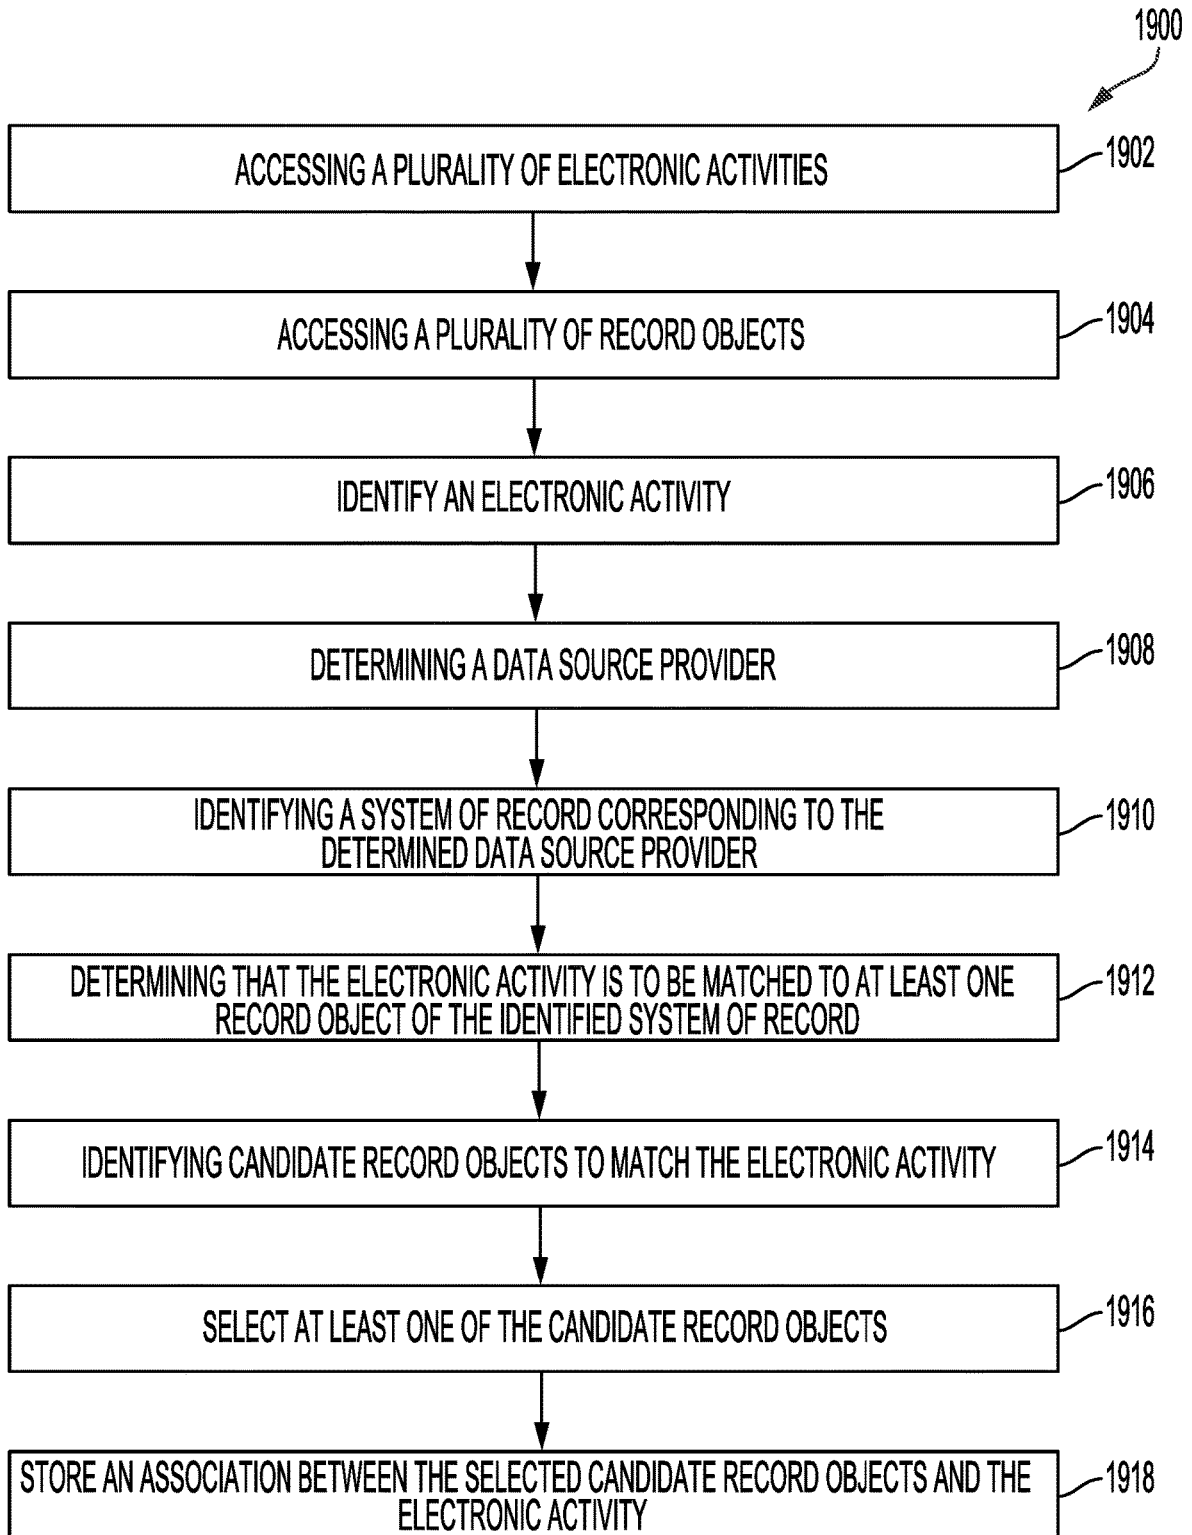 1900
ACCESSING A PLURALITY OF ELECTRONIC ACTIVITIES
1902
ACCESSING A PLURALITY OF RECORD OBJECTS
1904
IDENTIFY AN ELECTRONIC ACTIVITY
1906
DETERMINING A DATA SOURCE PROVIDER
1908
IDENTIFYING A SYSTEM OF RECORD CORRESPONDING TO THE
DETERMINED DATA SOURCE PROVIDER
1910
DETERMINING THAT THE ELECTRONIC ACTIVITY IS TO BE MATCHED TO AT LEAST ONE
RECORD OBJECT OF THE IDENTIFIED SYSTEM OF RECORD
1912
IDENTIFYING CANDIDATE RECORD OBJECTS TO MATCH THE ELECTRONIC ACTIVITY
1914
SELECT AT LEAST ONE OF THE CANDIDATE RECORD OBJECTS
1916
STORE AN ASSOCIATION BETWEEN THE SELECTED CANDIDATE RECORD OBJECTS AND THE
ELECTRONIC ACTIVITY
1918